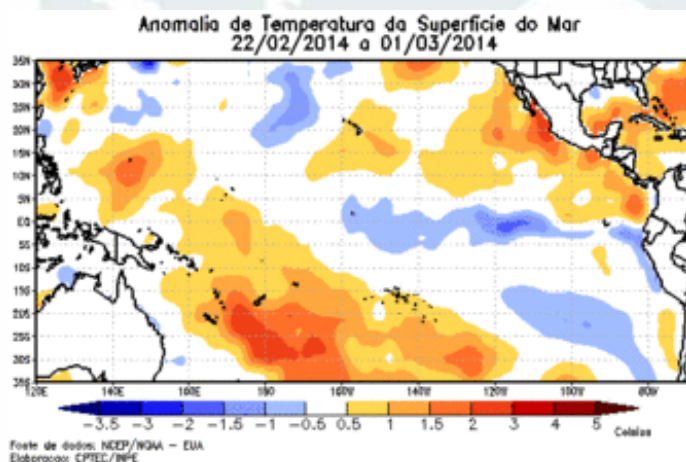 Anomalia de Temperatura da Superfície do Mar
22/02/2014 a 01/03/2014
35N
30N
25N
20N
15N
10N
5N
EQ
5S
10S
15S
20S
25S
30S
35S
120E 140E 160E 180 160W 140W 120W 100W 80W
-3.5 -3 -2 -1.5 -1 -0.5 0.5 1 1.5 2 3 4 5
Celsius
Fonte de dados: NCEP/NOAA - EUA
Elaboracao: CPTEC/INPE